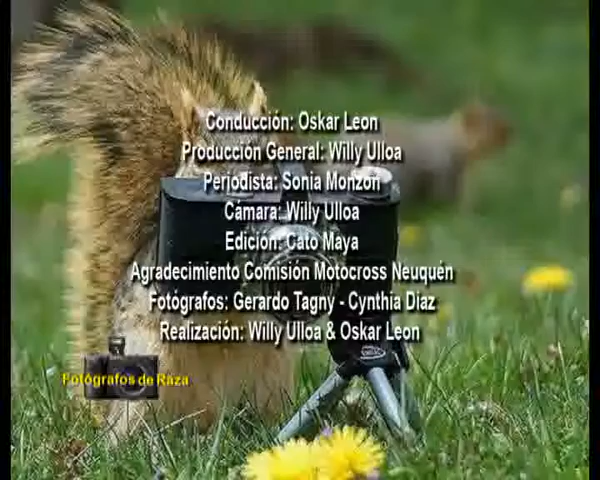 Conducción: Oskar Leon
Producción General: Willy Ulloa
Periodista: Sonia Monzon
Cámara: Willy Ulloa
Edición: Cato Maya
Agradecimiento Comisión Motocross Neuquén
Fotógrafos: Gerardo Tagny - Cynthia Diaz
Realización: Willy Ulloa & Oskar Leon
Fotógrafos de Raza